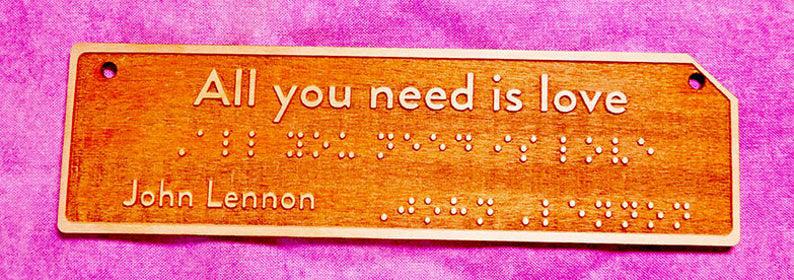 All you need is love
⠠⠁⠇⠇ ⠽⠕⠥ ⠝⠑⠑⠙ ⠊⠎ ⠇⠕⠧⠑
John Lennon
⠠⠚⠕⠓⠝ ⠠⠇⠑⠝⠝⠕⠝